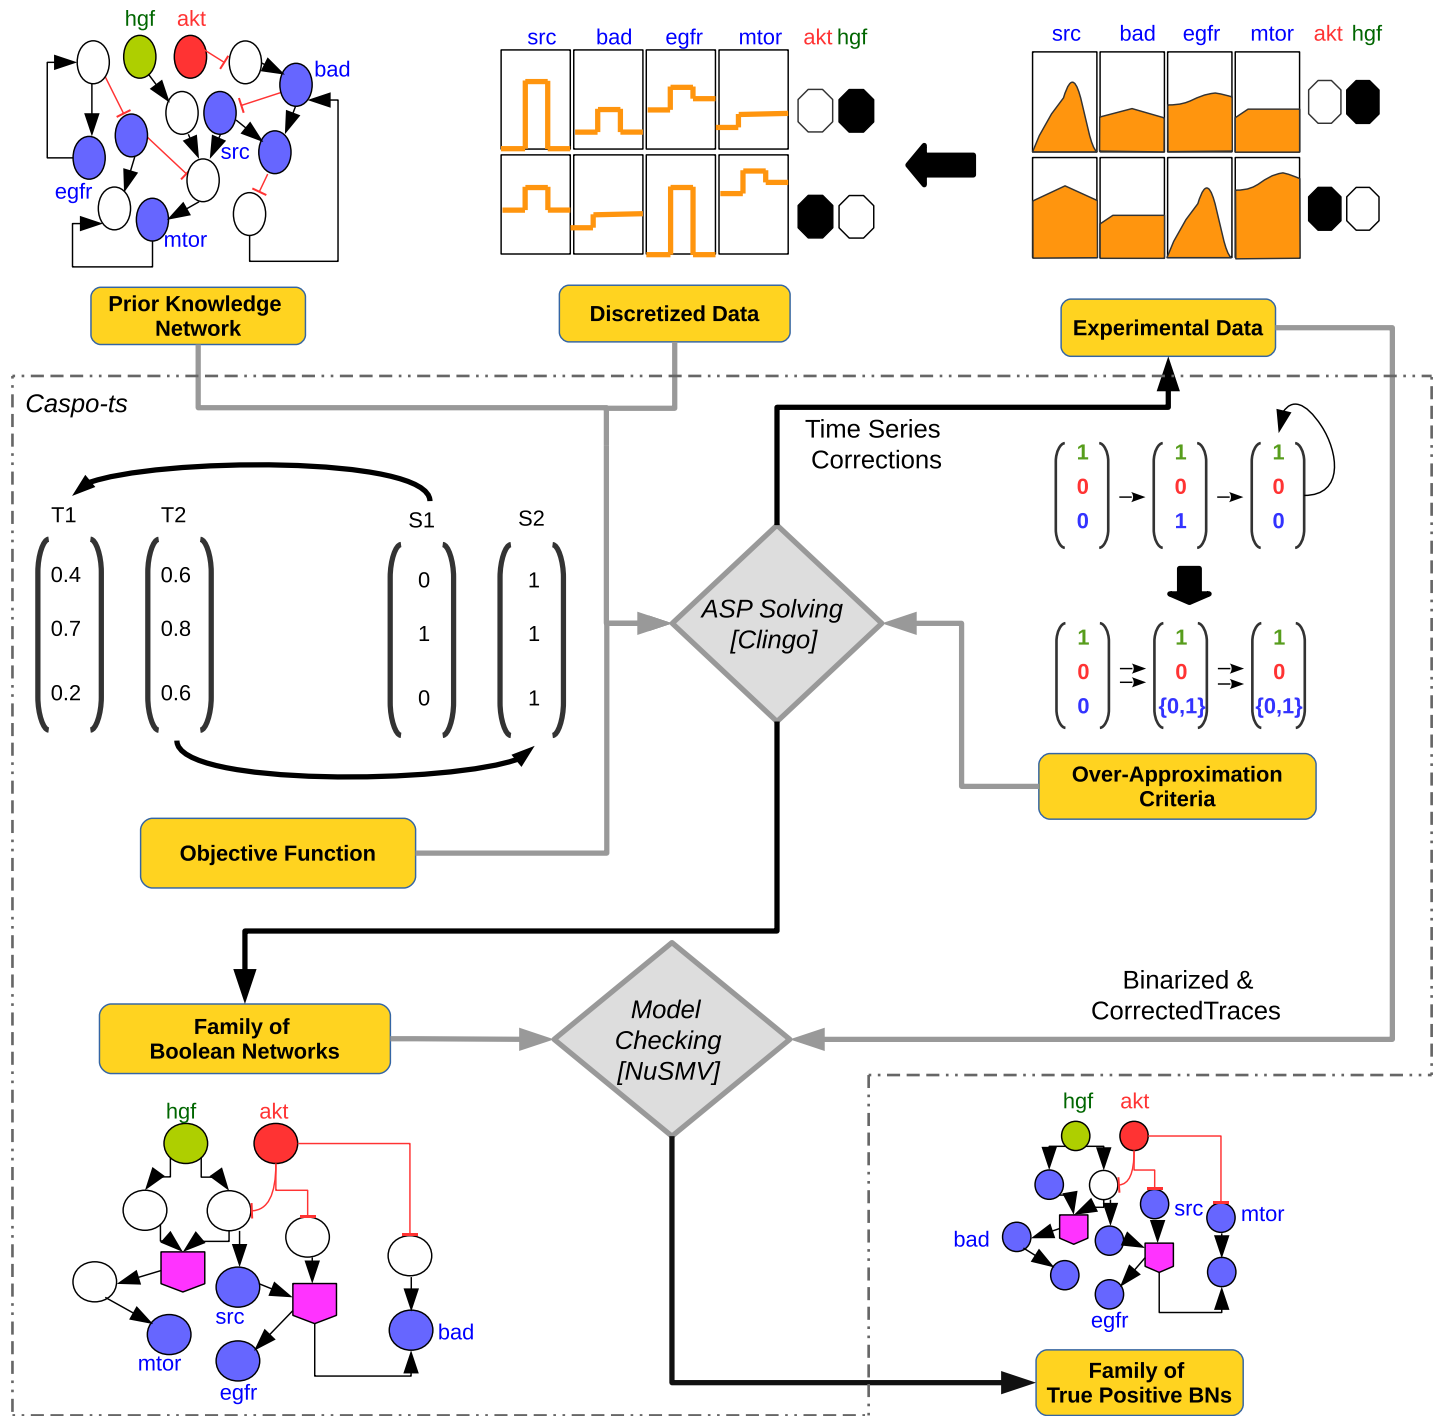 hgf akt
bad
src
egfr
mtor
Prior Knowledge
Network
src bad egfr mtor akt hgf
Discretized Data
src bad egfr mtor akt hgf
Experimental Data
Caspo-ts
Time Series
Corrections
T1 T2 S1 S2
0.4 0.6 0 1
0.7 0.8 1 1
0.2 0.6 0 1
1 1 1
0 0 0
0 1 0
1 1 1
0 0 0
0 {0,1} {0,1}
ASP Solving
[Clingo]
Over-Approximation
Criteria
Objective Function
Binarized &
CorrectedTraces
Model
Checking
[NuSMV]
Family of
Boolean Networks
hgf akt
src
bad
mtor
egfr
hgf akt
src mtor
bad
egfr
Family of
True Positive BNs